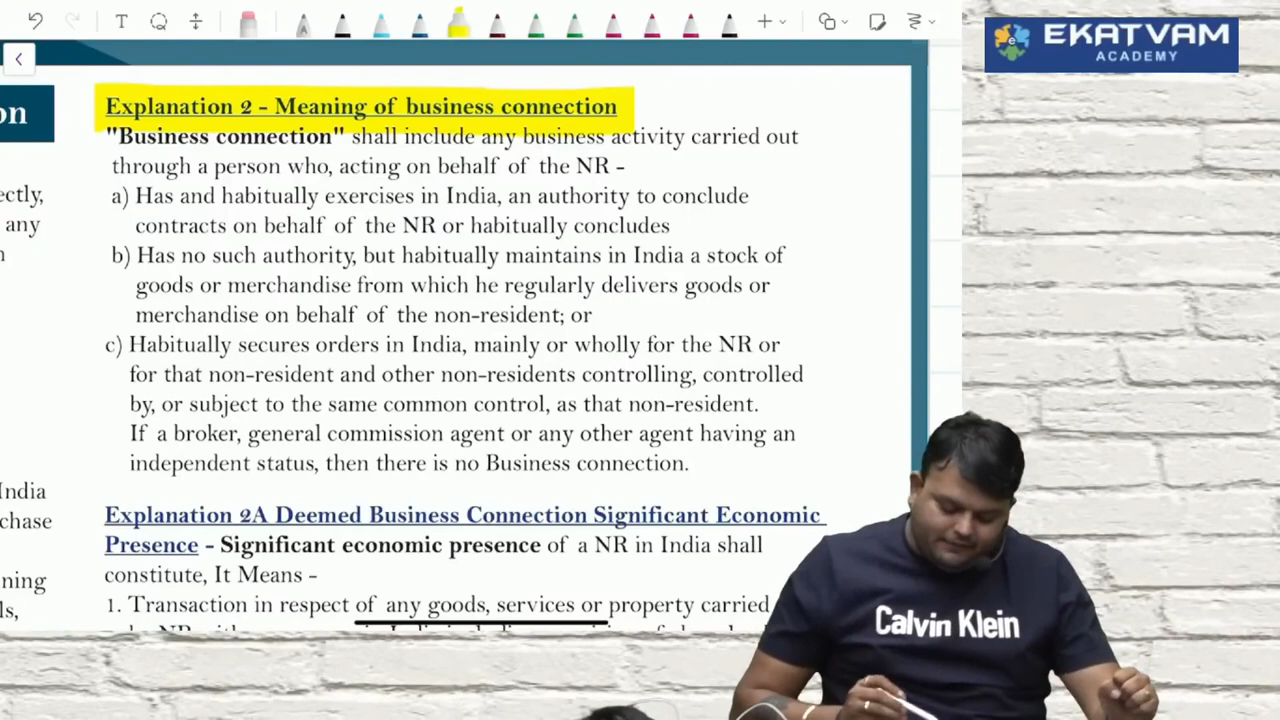 EKATVAM
ACADEMY
on
ectly,
any
n
India
chase
ning
ls,
Explanation 2 - Meaning of business connection
"Business connection" shall include any business activity carried out
through a person who, acting on behalf of the NR -
a) Has and habitually exercises in India, an authority to conclude
contracts on behalf of the NR or habitually concludes
b) Has no such authority, but habitually maintains in India a stock of
goods or merchandise from which he regularly delivers goods or
merchandise on behalf of the non-resident; or
c) Habitually secures orders in India, mainly or wholly for the NR or
for that non-resident and other non-residents controlling, controlled
by, or subject to the same common control, as that non-resident.
If a broker, general commission agent or any other agent having an
independent status, then there is no Business connection.
Explanation 2A Deemed Business Connection Significant Economic
Presence - Significant economic presence of a NR in India shall
constitute, It Means -
1. Transaction in respect of any goods, services or property carried
Calvin Klein